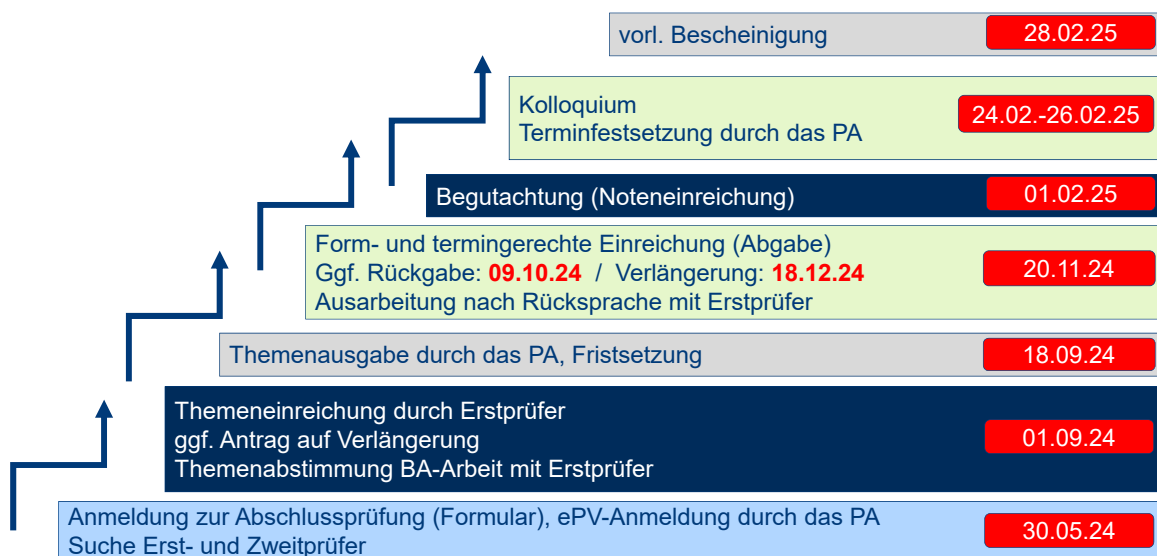 vorl. Bescheinigung 28.02.25
Kolloquium
Terminfestsetzung durch das PA 24.02.-26.02.25
Begutachtung (Noteneinreichung) 01.02.25
Form- und termingerechte Einreichung (Abgabe)
Ggf. Rückgabe: 09.10.24 / Verlängerung: 18.12.24 20.11.24
Ausarbeitung nach Rücksprache mit Erstprüfer
Themenausgabe durch das PA, Fristsetzung 18.09.24
Themeneinreichung durch Erstprüfer
ggf. Antrag auf Verlängerung 01.09.24
Themenabstimmung BA-Arbeit mit Erstprüfer
Anmeldung zur Abschlussprüfung (Formular), ePV-Anmeldung durch das PA 30.05.24
Suche Erst- und Zweitprüfer